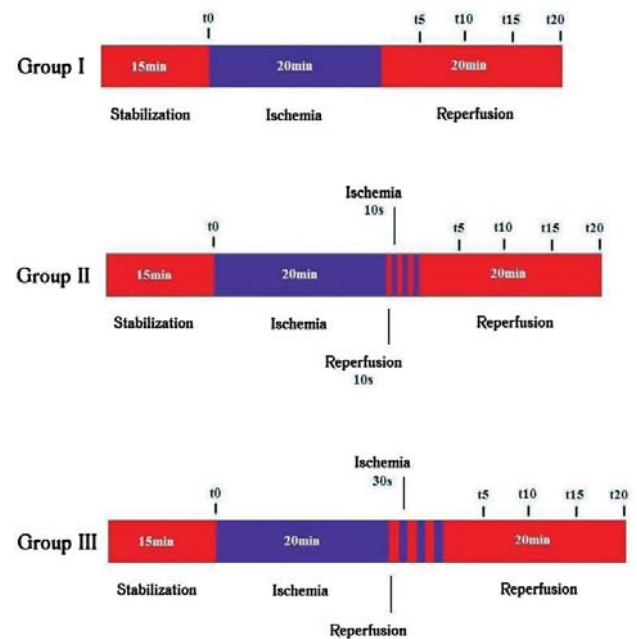 t0 t5 t10 t15 t20
Group I 15min 20min 20min
Stabilization Ischemia Reperfusion
Ischemia
10s
t0 t5 t10 t15 t20
Group II 15min 20min 20min
Stabilization Ischemia Reperfusion
Reperfusion
10s
Ischemia
30s
t0 t5 t10 t15 t20
Group III 15min 20min 20min
Stabilization Ischemia Reperfusion
Reperfusion